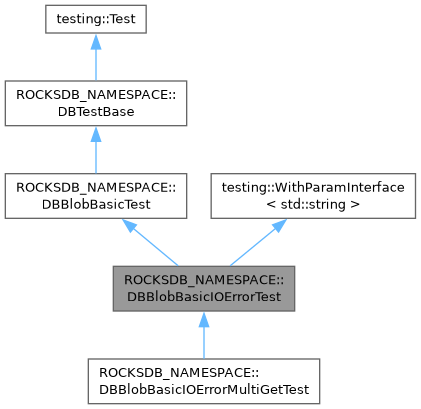 testing::Test
ROCKSDB_NAMESPACE::
DBTestBase
ROCKSDB_NAMESPACE::
DBBlobBasicTest
testing::WithParamInterface
< std::string >
ROCKSDB_NAMESPACE::
DBBlobBasicIOErrorTest
ROCKSDB_NAMESPACE::
DBBlobBasicIOErrorMultiGetTest